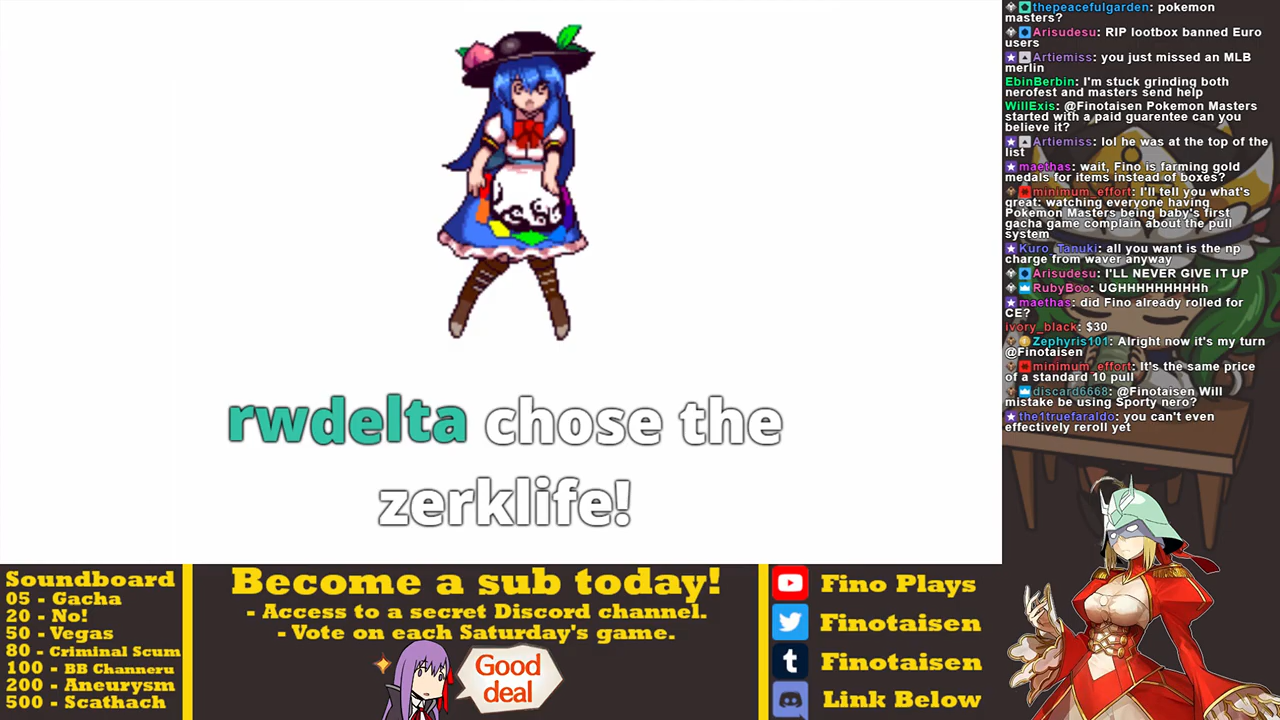 rwdelta chose the
zerklife!
thepeacefulgarden: pokemon
masters?
Arisudesu: RIP lootbox banned Euro
users
Artiemiss: you just missed an MLB
merlin
EbinBerbin: I'm stuck grinding both
nerofest and masters send help
WillExis: @Finotaisen Pokemon Masters
started with a paid guarentee can you
believe it?
Artiemiss: lol he was at the top of the
list
maethas: wait, Fino is farming gold
medals for items instead of boxes?
minimum_effort: I'll tell you what's
great: watching everyone having
Pokemon Masters being baby's first
gacha game complain about the pull
system
Kuro_Tanuki: all you want is the np
charge from waver anyway
Arisudesu: I'LL NEVER GIVE IT UP
RubyBoo: UGHHHHHHHHHh
maethas: did Fino already rolled for
CE?
ivory_black: $30
Zephyris101: Alright now it's my turn
@Finotaisen
minimum_effort: It's the same price
of a standard 10 pull
discard6668: @Finotaisen Will
mistake be using Sporty nero?
the1truefaraldo: you can't even
effectively reroll yet
Soundboard
05 - Gacha
20 - No!
50 - Vegas
80 - Criminal Scum
100 - BB Channeru
200 - Aneurysm
500 - Scathach
Become a sub today!
- Access to a secret Discord channel.
- Vote on each Saturday's game.
Good
deal
Fino Plays
Finotaisen
Finotaisen
Link Below